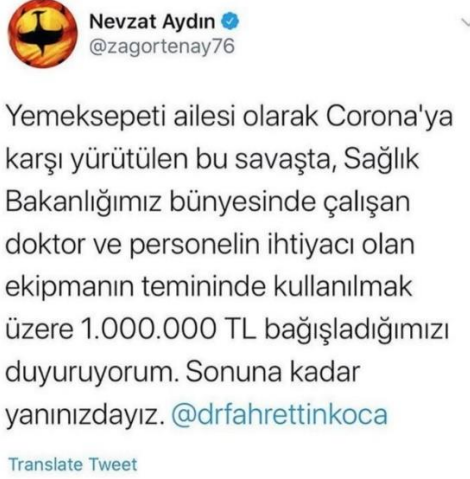 Nevzat Aydın
@zagortenay76
Yemeksepeti ailesi olarak Corona'ya
karşı yürütülen bu savaşta, Sağlık
Bakanlığımız bünyesinde çalışan
doktor ve personelin ihtiyacı olan
ekipmanın temininde kullanılmak
üzere 1.000.000 TL bağışladığımızı
duyuruyorum. Sonuna kadar
yanınızdayız. @drfahrettinkoca
Translate Tweet